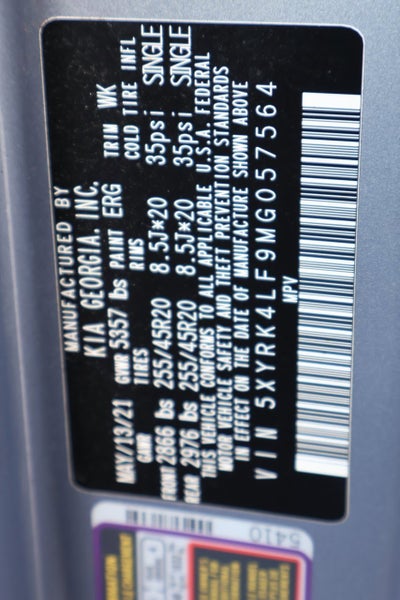 MANUFACTURED BY
KIA GEORGIA. INC.
MAY/13/21 GVWR 5357 lbs PAINT ERG TRIM WK
GAWR TIRES RIMS COLD TIRE INFL
FRONT 2866 lbs 255/45R20 8.5J*20 35psi SINGLE
REAR 2976 lbs 255/45R20 8.5J*20 35psi SINGLE
THIS VEHICLE CONFORMS TO ALL APPLICABLE U.S.A. FEDERAL
MOTOR VEHICLE SAFETY AND THEFT PREVENTION STANDARDS
IN EFFECT ON THE DATE OF MANUFACTURE SHOWN ABOVE
VIN 5XYRK4LF9MG057564
MPV
5410